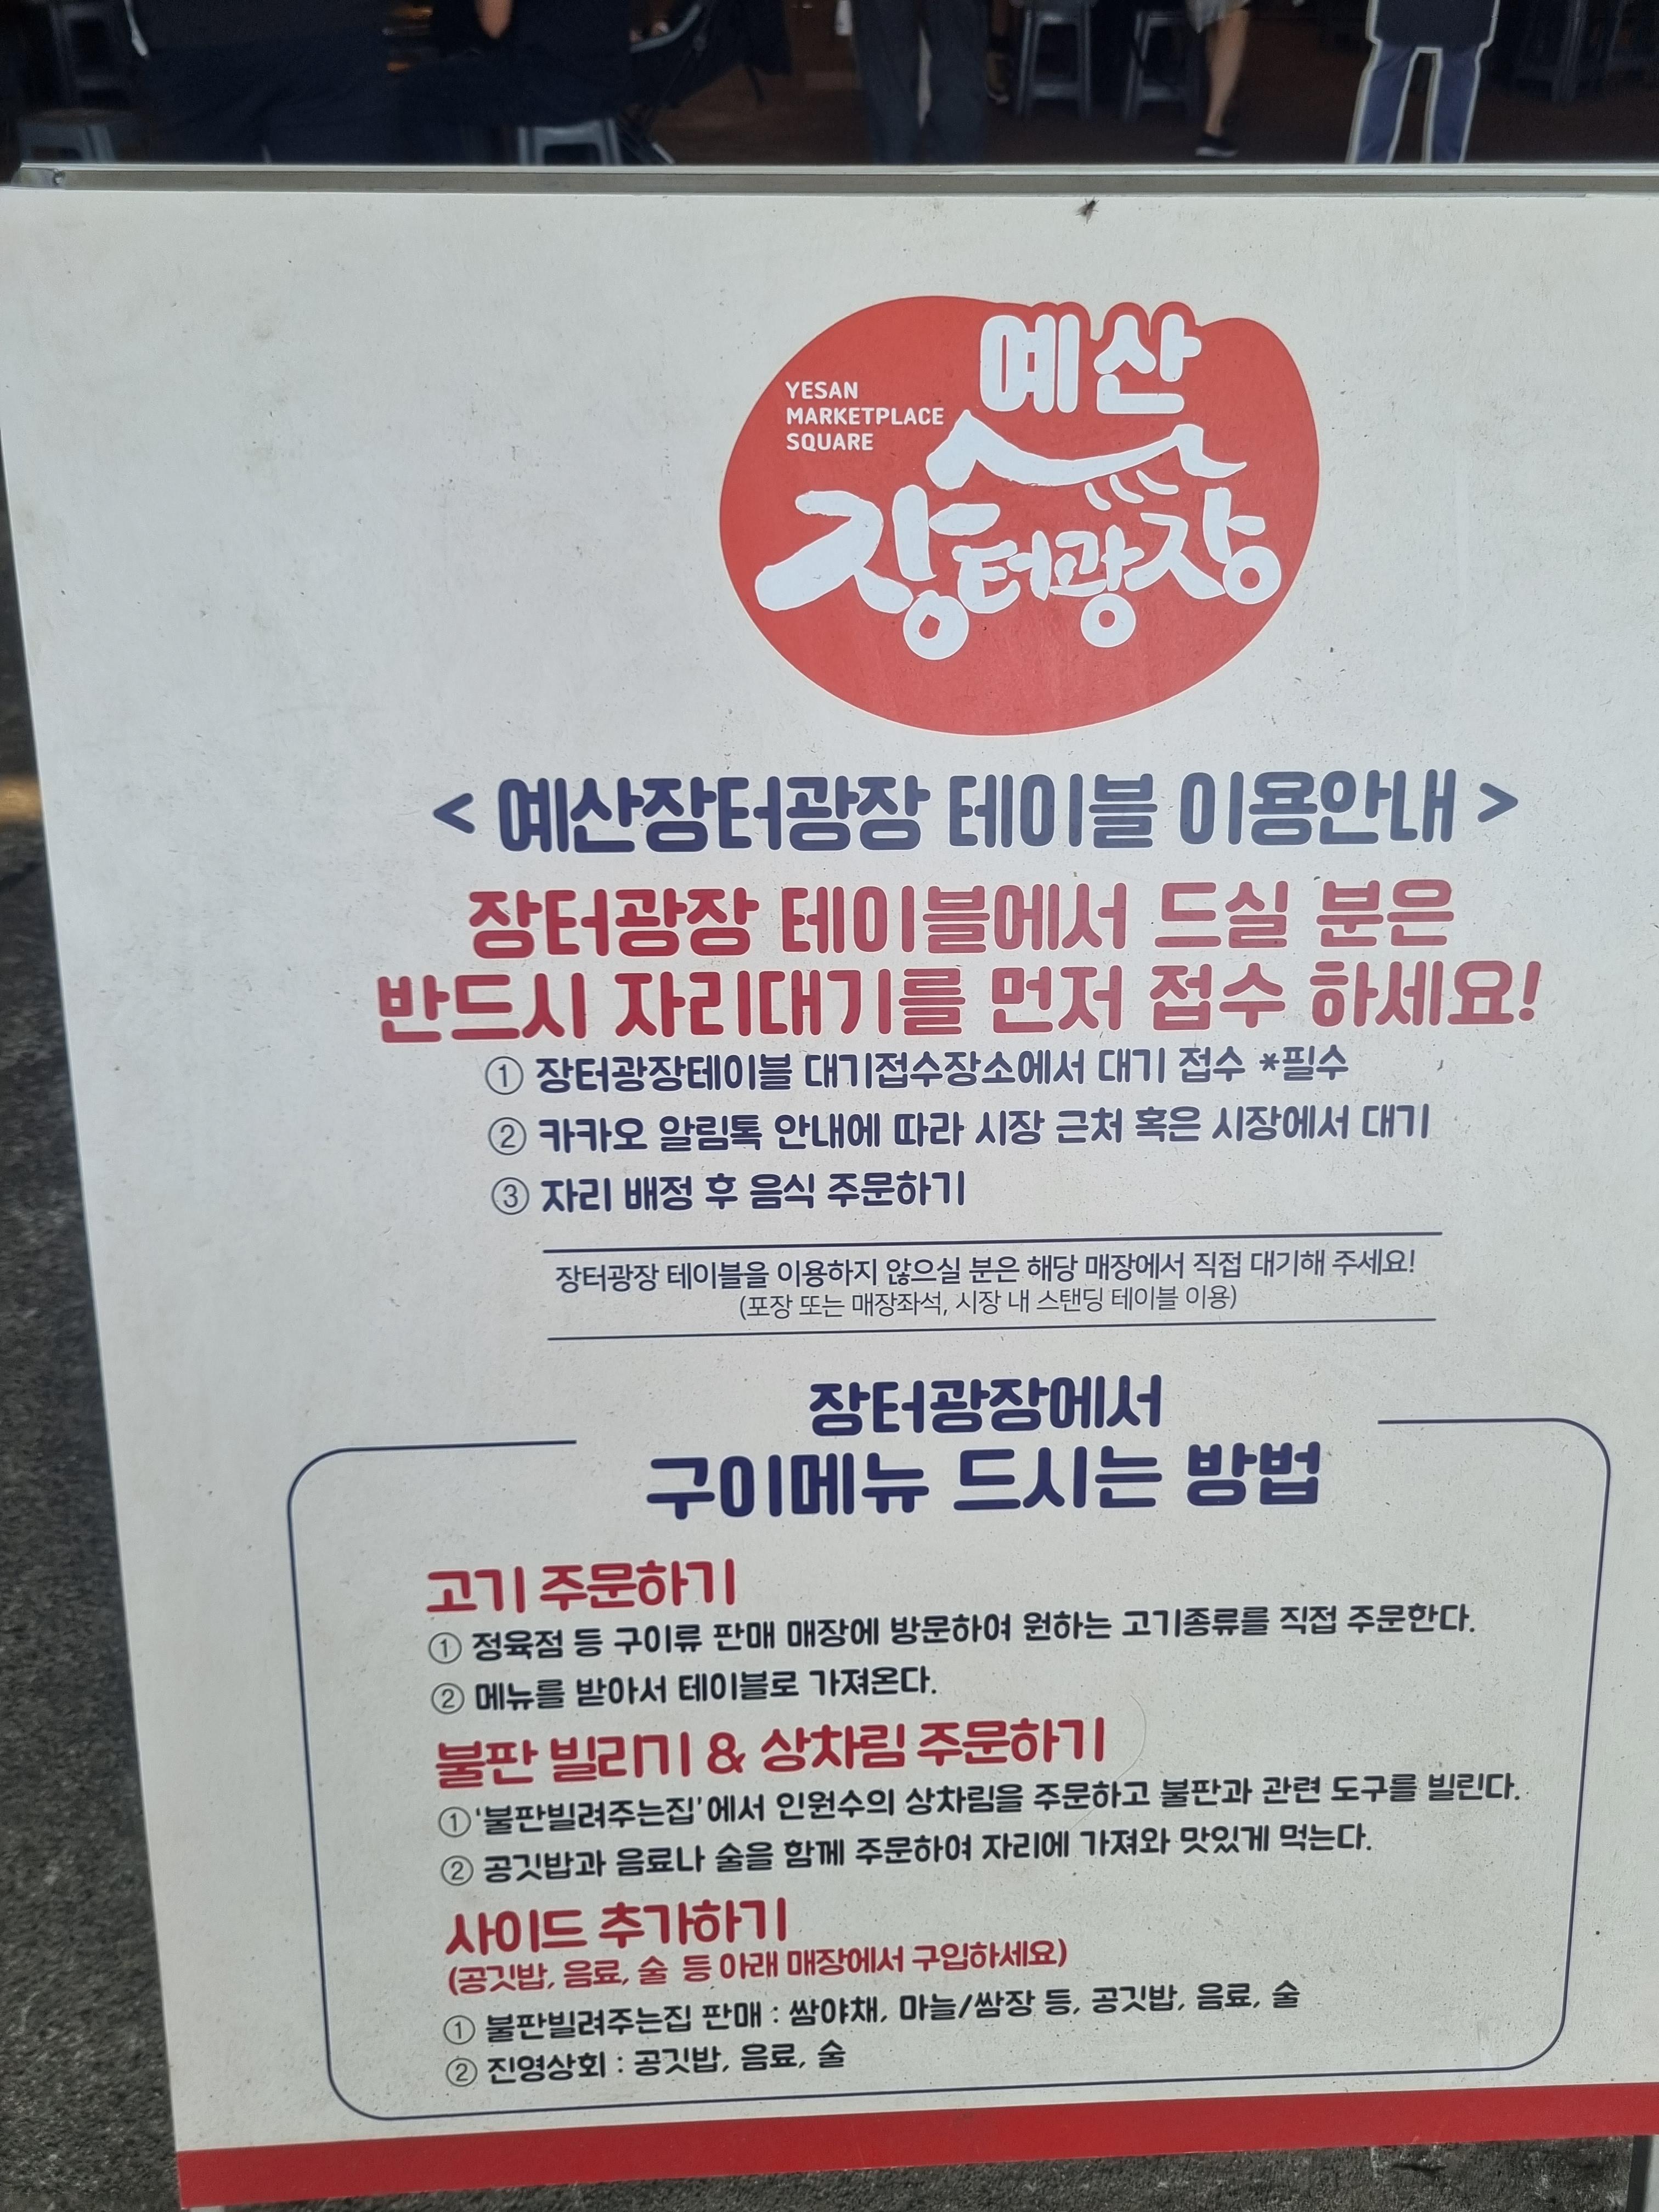 예산
YESAN
MARKETPLACE
SQUARE
장터광장
< 예산장터광장 테이블 이용안내 >
장터광장 테이블에서 드실 분은
반드시 자리대기를 먼저 접수 하세요!
① 장터광장테이블 대기접수장소에서 대기 접수 *필수
② 카카오 알림톡 안내에 따라 시장 근처 혹은 시장에서 대기
③ 자리 배정 후 음식 주문하기
장터광장 테이블을 이용하지 않으실 분은 해당 매장에서 직접 대기해 주세요!
(포장 또는 매장좌석, 시장 내 스탠딩 테이블 이용)
장터광장에서
구이메뉴 드시는 방법
고기 주문하기
① 정육점 등 구이류 판매 매장에 방문하여 원하는 고기종류를 직접 주문한다.
② 메뉴를 받아서 테이블로 가져온다.
불판 빌리기 & 상차림 주문하기
① '불판빌려주는집'에서 인원수의 상차림을 주문하고 불판과 관련 도구를 빌린다.
② 공깃밥과 음료나 술을 함께 주문하여 자리에 가져와 맛있게 먹는다.
사이드 추가하기
(공깃밥, 음료, 술 등 아래 매장에서 구입하세요)
① 불판빌려주는집 판매 : 쌈야채, 마늘/쌈장 등, 공깃밥, 음료, 술
② 진영상회 : 공깃밥, 음료, 술